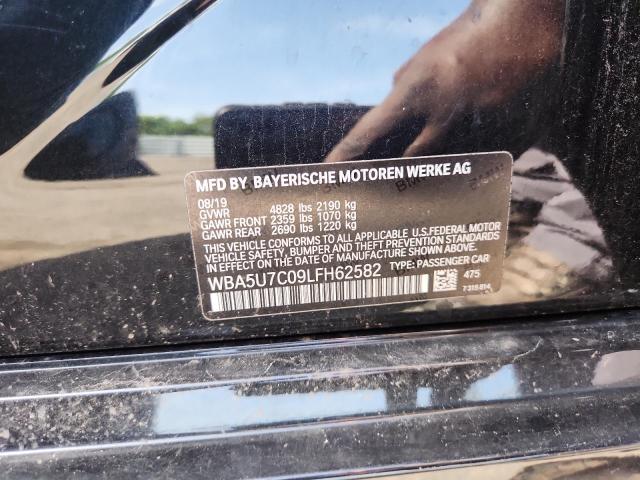 MFD BY BAYERISCHE MOTOREN WERKE AG
08/19
GVWR 4828 lbs 2190 kg
GAWR FRONT 2359 lbs 1070 kg
GAWR REAR 2690 lbs 1220 kg
THIS VEHICLE CONFORMS TO ALL APPLICABLE U.S.FEDERAL MOTOR
VEHICLE SAFETY, BUMPER, AND THEFT PREVENTION STANDARDS
IN EFFECT ON THE DATE OF MANUFACTURE SHOWN ABOVE.
WBA5U7C09LFH62582 TYPE: PASSENGER CAR
475